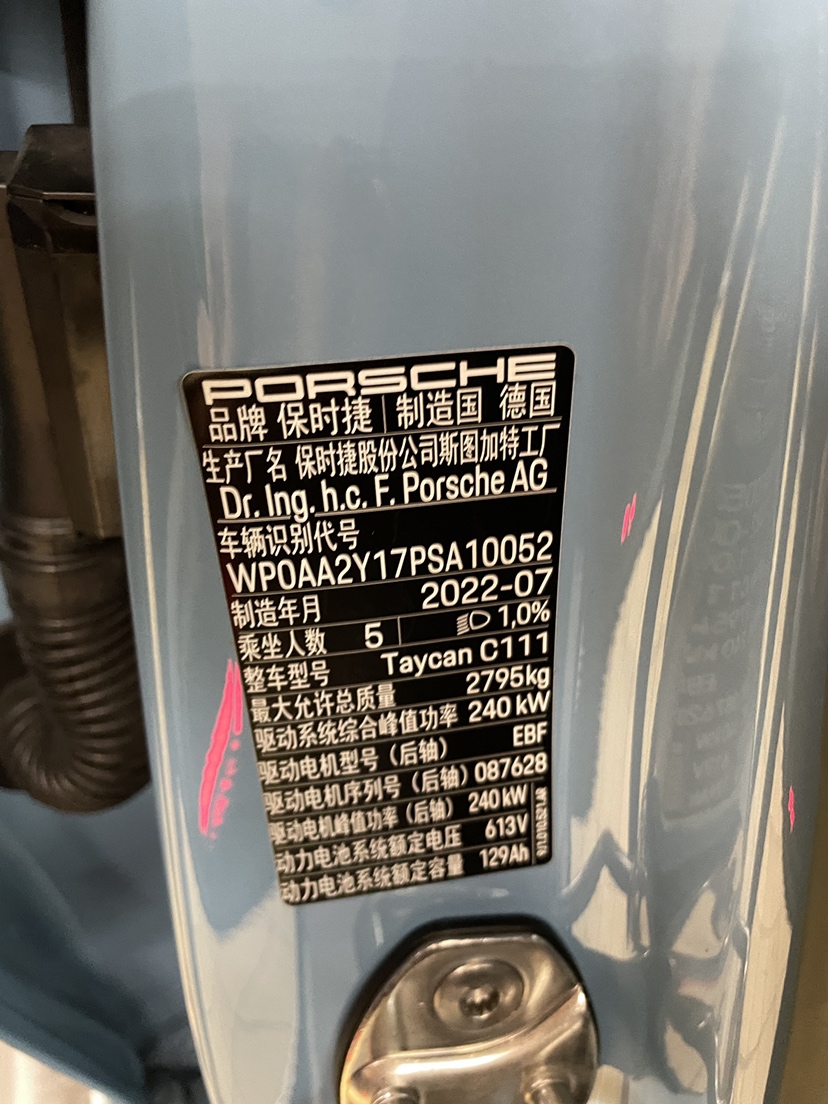 PORSCHE
品牌 保时捷 制造国 德国
生产厂名 保时捷股份公司斯图加特工厂
Dr. Ing. h.c. F. Porsche AG
车辆识别代号
WP0AA2Y17PSA10052
制造年月 2022-07
乘坐人数 5 1,0%
整车型号 Taycan C111
最大允许总质量 2795kg
驱动系统综合峰值功率 240 kW
驱动电机型号（后轴） EBF
驱动电机序列号（后轴）087628
驱动电机峰值功率（后轴） 240 kW
动力电池系统额定电压 613V
动力电池系统额定容量 129Ah